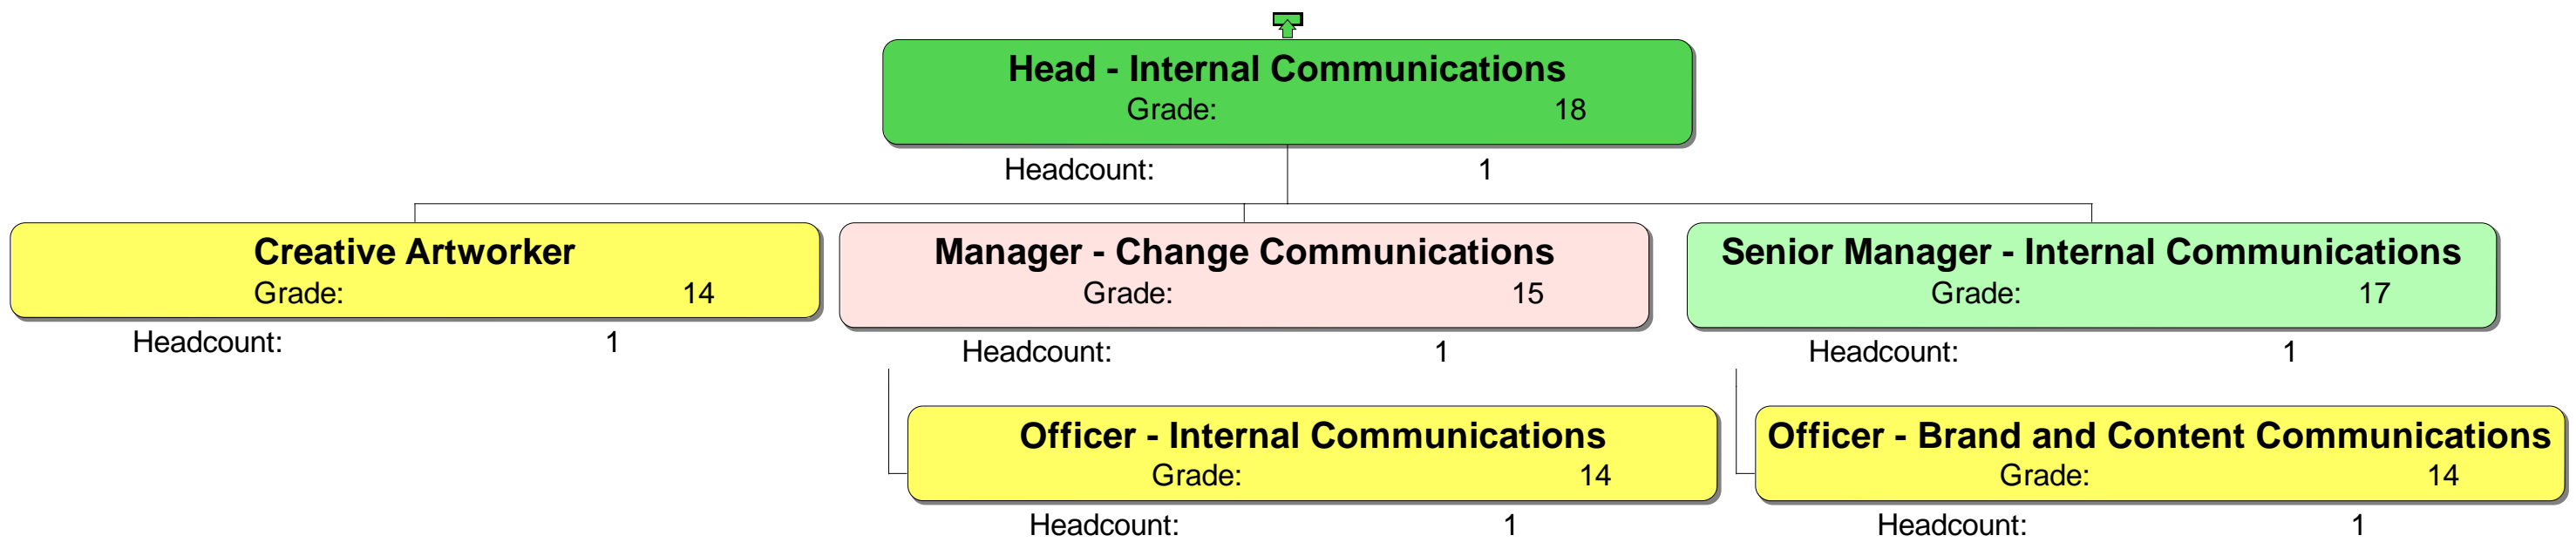 Head - Internal Communications
Grade: 18
Headcount: 1
Creative Artworker
Grade: 14
Headcount: 1
Manager - Change Communications
Grade: 15
Headcount: 1
Senior Manager - Internal Communications
Grade: 17
Headcount: 1
Officer - Internal Communications
Grade: 14
Headcount: 1
Officer - Brand and Content Communications
Grade: 14
Headcount: 1